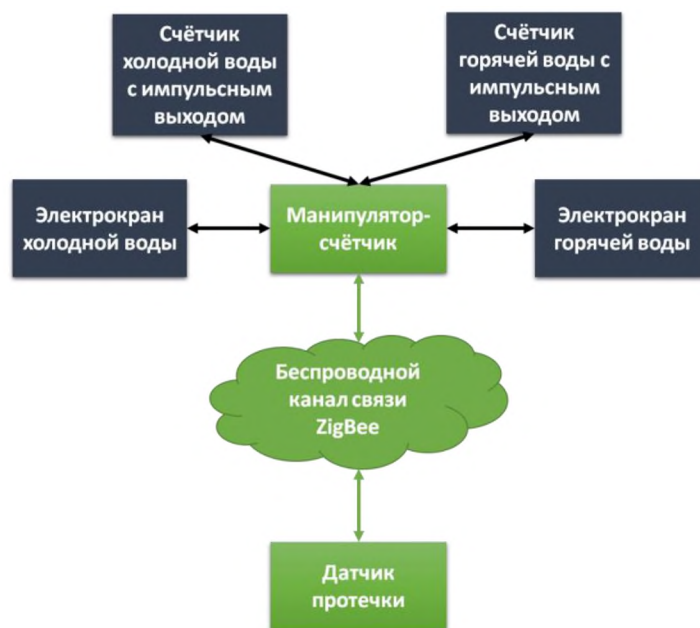 Счётчик
холодной воды
с импульсным
выходом
Счётчик
горячей воды с
импульсным
выходом
Электрокран
холодной воды
Манипулятор-
счётчик
Электрокран
горячей воды
Беспроводной
канал связи
ZigBee
Датчик
протечки